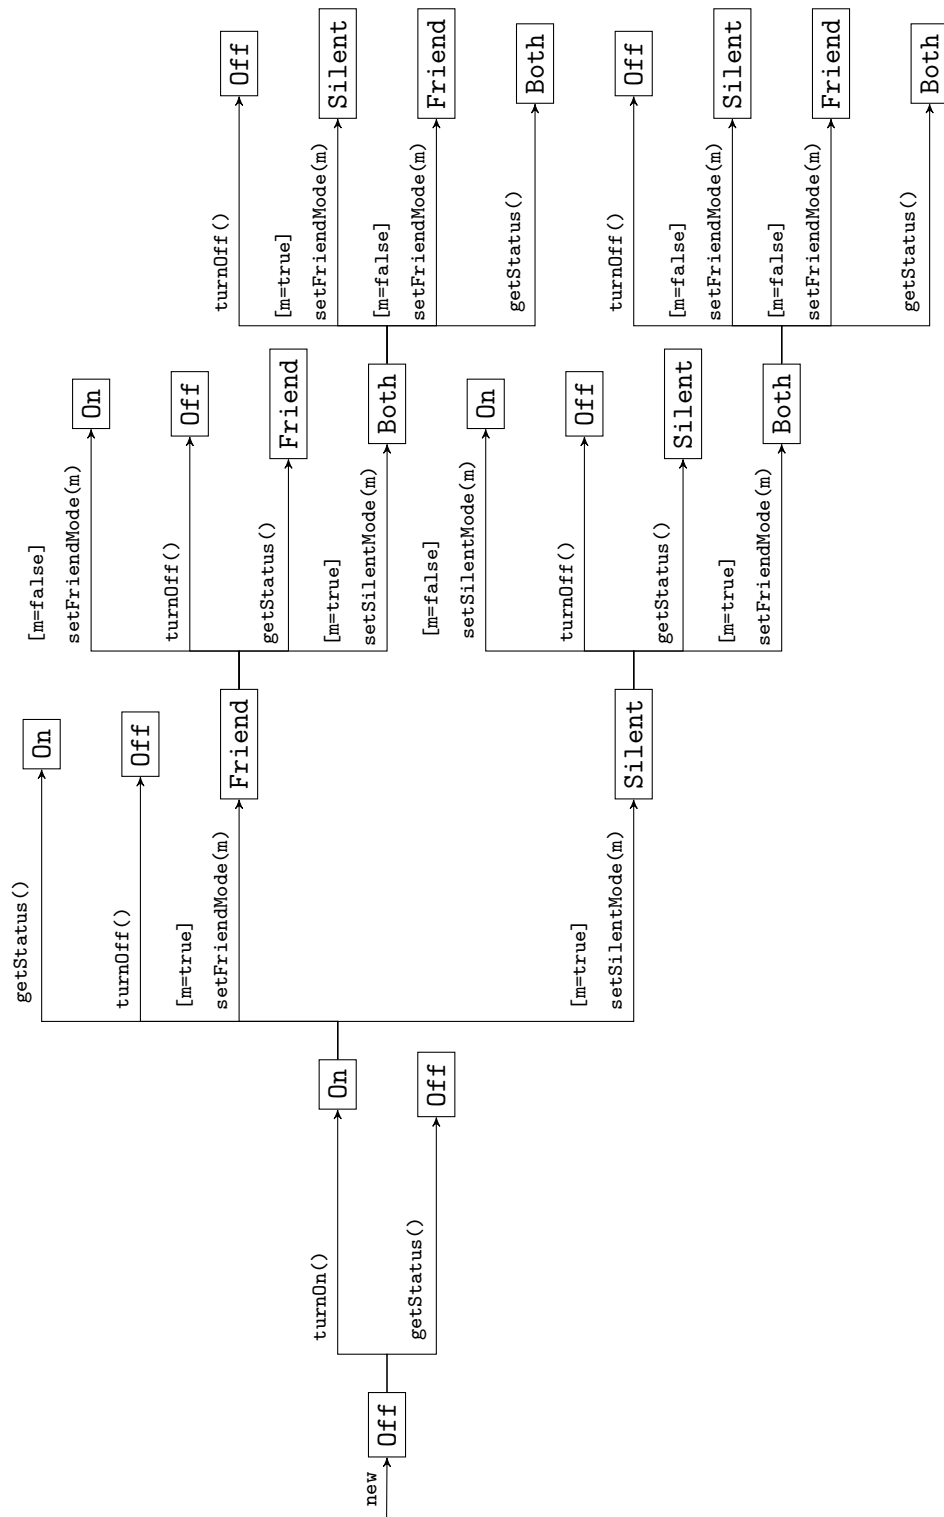 new
Off
turnOn()
On
getStatus()
Off
getStatus()
On
turnOff()
Off
[m=true]
setFriendMode(m)
Friend
[m=true]
setSilentMode(m)
Silent
[m=false]
setFriendMode(m)
On
turnOff()
Off
getStatus()
Friend
[m=true]
setSilentMode(m)
Both
[m=false]
setSilentMode(m)
On
turnOff()
Off
getStatus()
Silent
[m=true]
setFriendMode(m)
Both
turnOff()
Off
[m=true]
setFriendMode(m)
Silent
[m=false]
setFriendMode(m)
Friend
getStatus()
Both
turnOff()
Off
[m=false]
setFriendMode(m)
Silent
[m=false]
setFriendMode(m)
Friend
getStatus()
Both